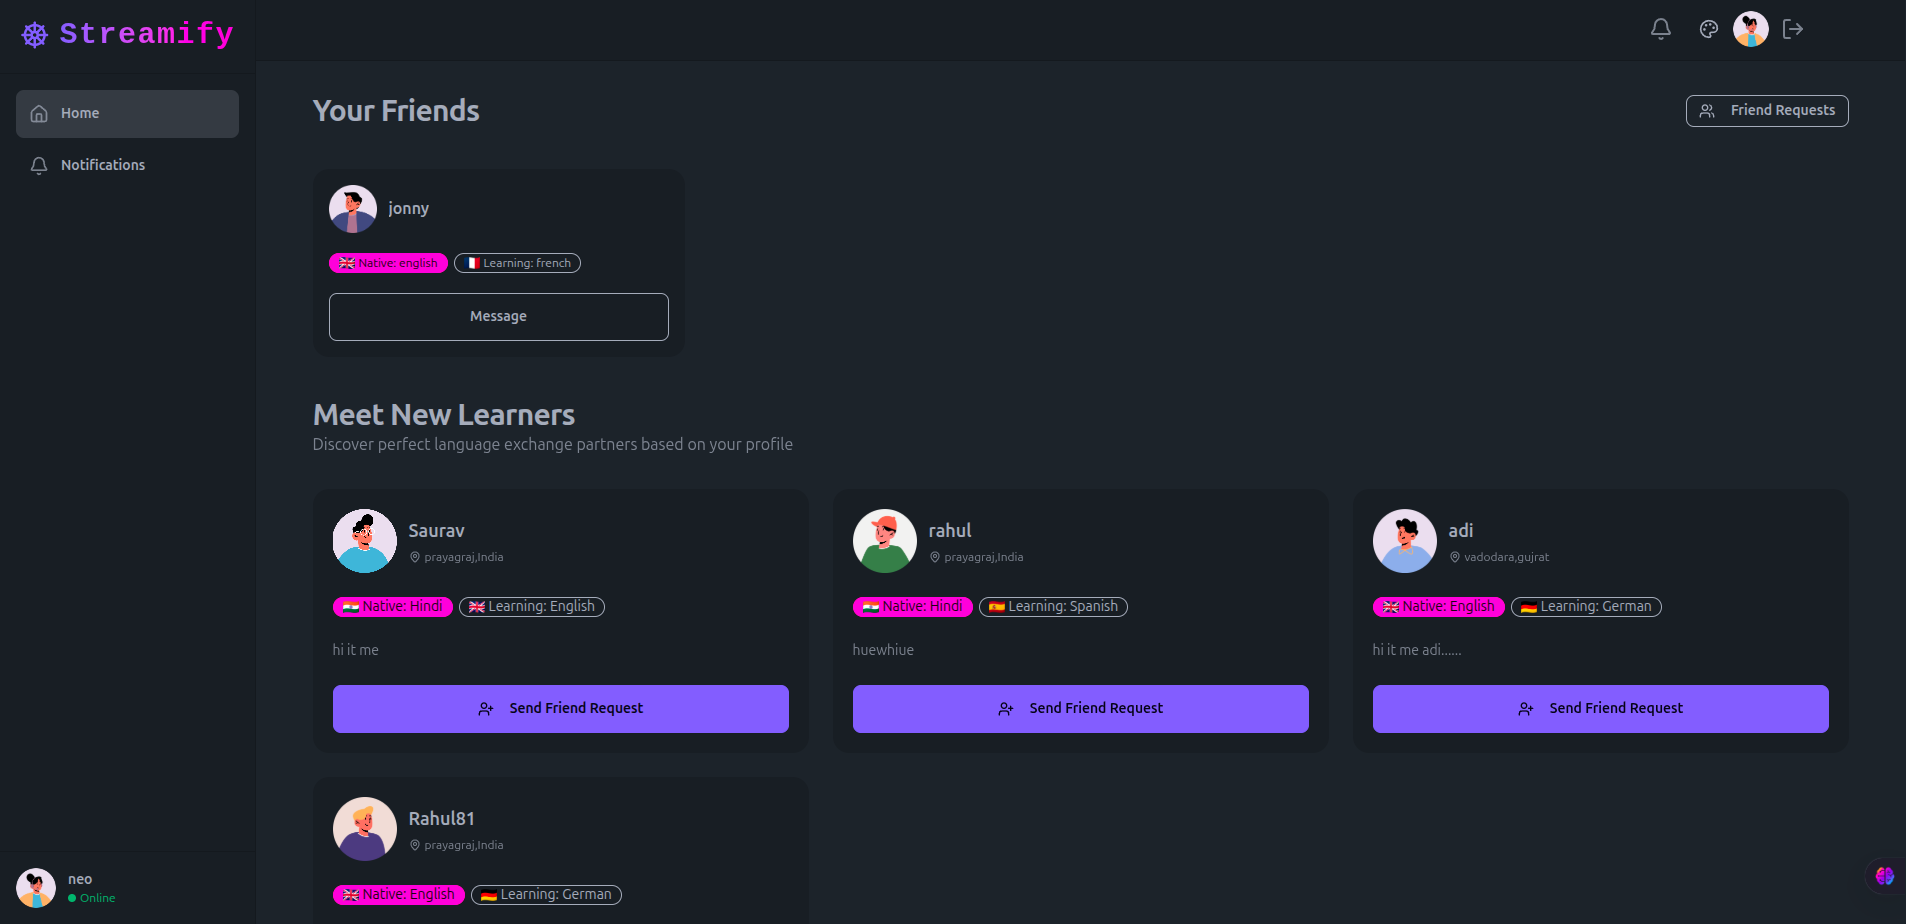 Streamify
Home
Notifications
Your Friends
Friend Requests
jonny
Native: english
Learning: french
Message
Meet New Learners
Discover perfect language exchange partners based on your profile
Saurav
prayagraj,India
Native: Hindi
Learning: English
hi it me
Send Friend Request
rahul
prayagraj,India
Native: Hindi
Learning: Spanish
huewhiue
Send Friend Request
adi
vadodara,gujrat
Native: English
Learning: German
hi it me adi......
Send Friend Request
Rahul81
prayagraj,India
Native: English
Learning: German
neo
Online